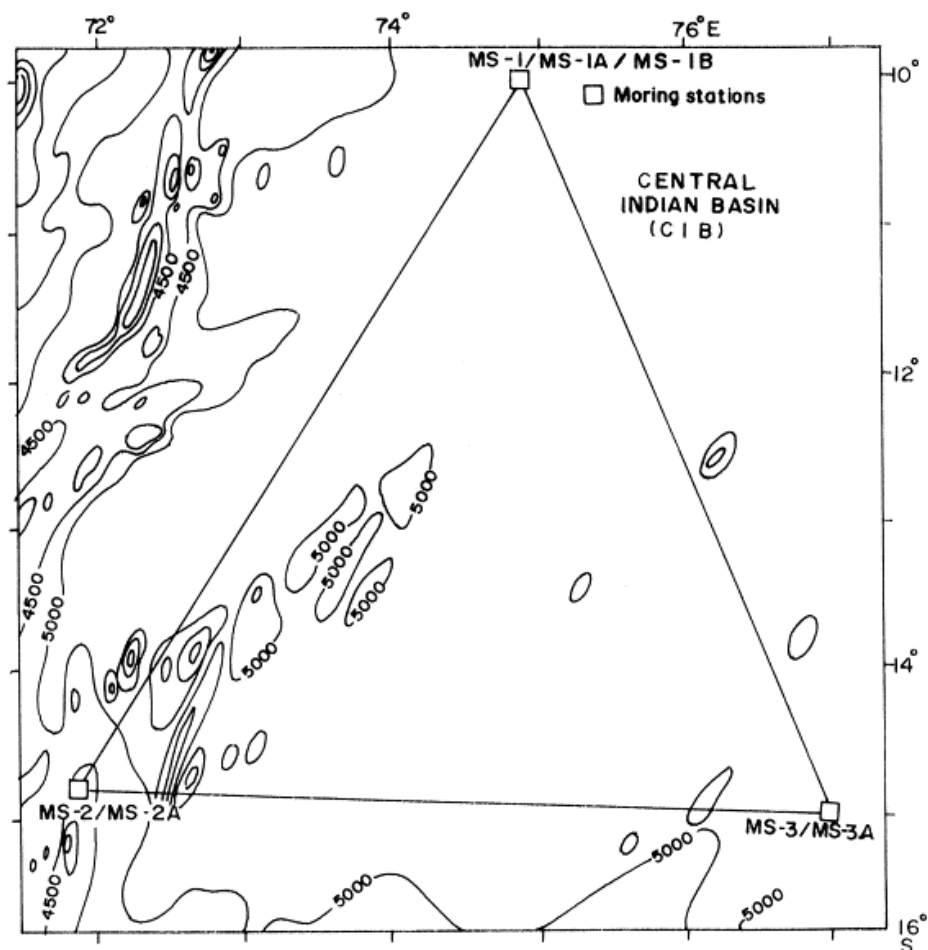 72°
74°
76°E
MS-1/MS-1A/MS-1B
10°
Moring stations
CENTRAL
INDIAN BASIN
(CIB)
4500
4500
12°
4500
5000
5000
5000
5000
4500
5000
5000
14°
MS-2/MS-2A
MS-3/MS-3A
5000
4500
5000
5000
16°
S